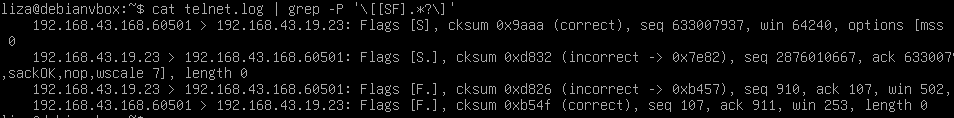 liza@debianvbox:~$ cat telnet.log | grep -P '\[[SF].*?\]'
192.168.43.168.60501 > 192.168.43.19.23: Flags [S], cksum 0x9aaa (correct), seq 633007937, win 64240, options [mss
0
192.168.43.19.23 > 192.168.43.168.60501: Flags [S.], cksum 0xd832 (incorrect -> 0x7e82), seq 2876010667, ack 6330079
,sackOK,nop,wscale 7], length 0
192.168.43.19.23 > 192.168.43.168.60501: Flags [F.], cksum 0xd826 (incorrect -> 0xb457), seq 910, ack 107, win 502,
192.168.43.168.60501 > 192.168.43.19.23: Flags [F.], cksum 0xb54f (correct), seq 107, ack 911, win 253, length 0